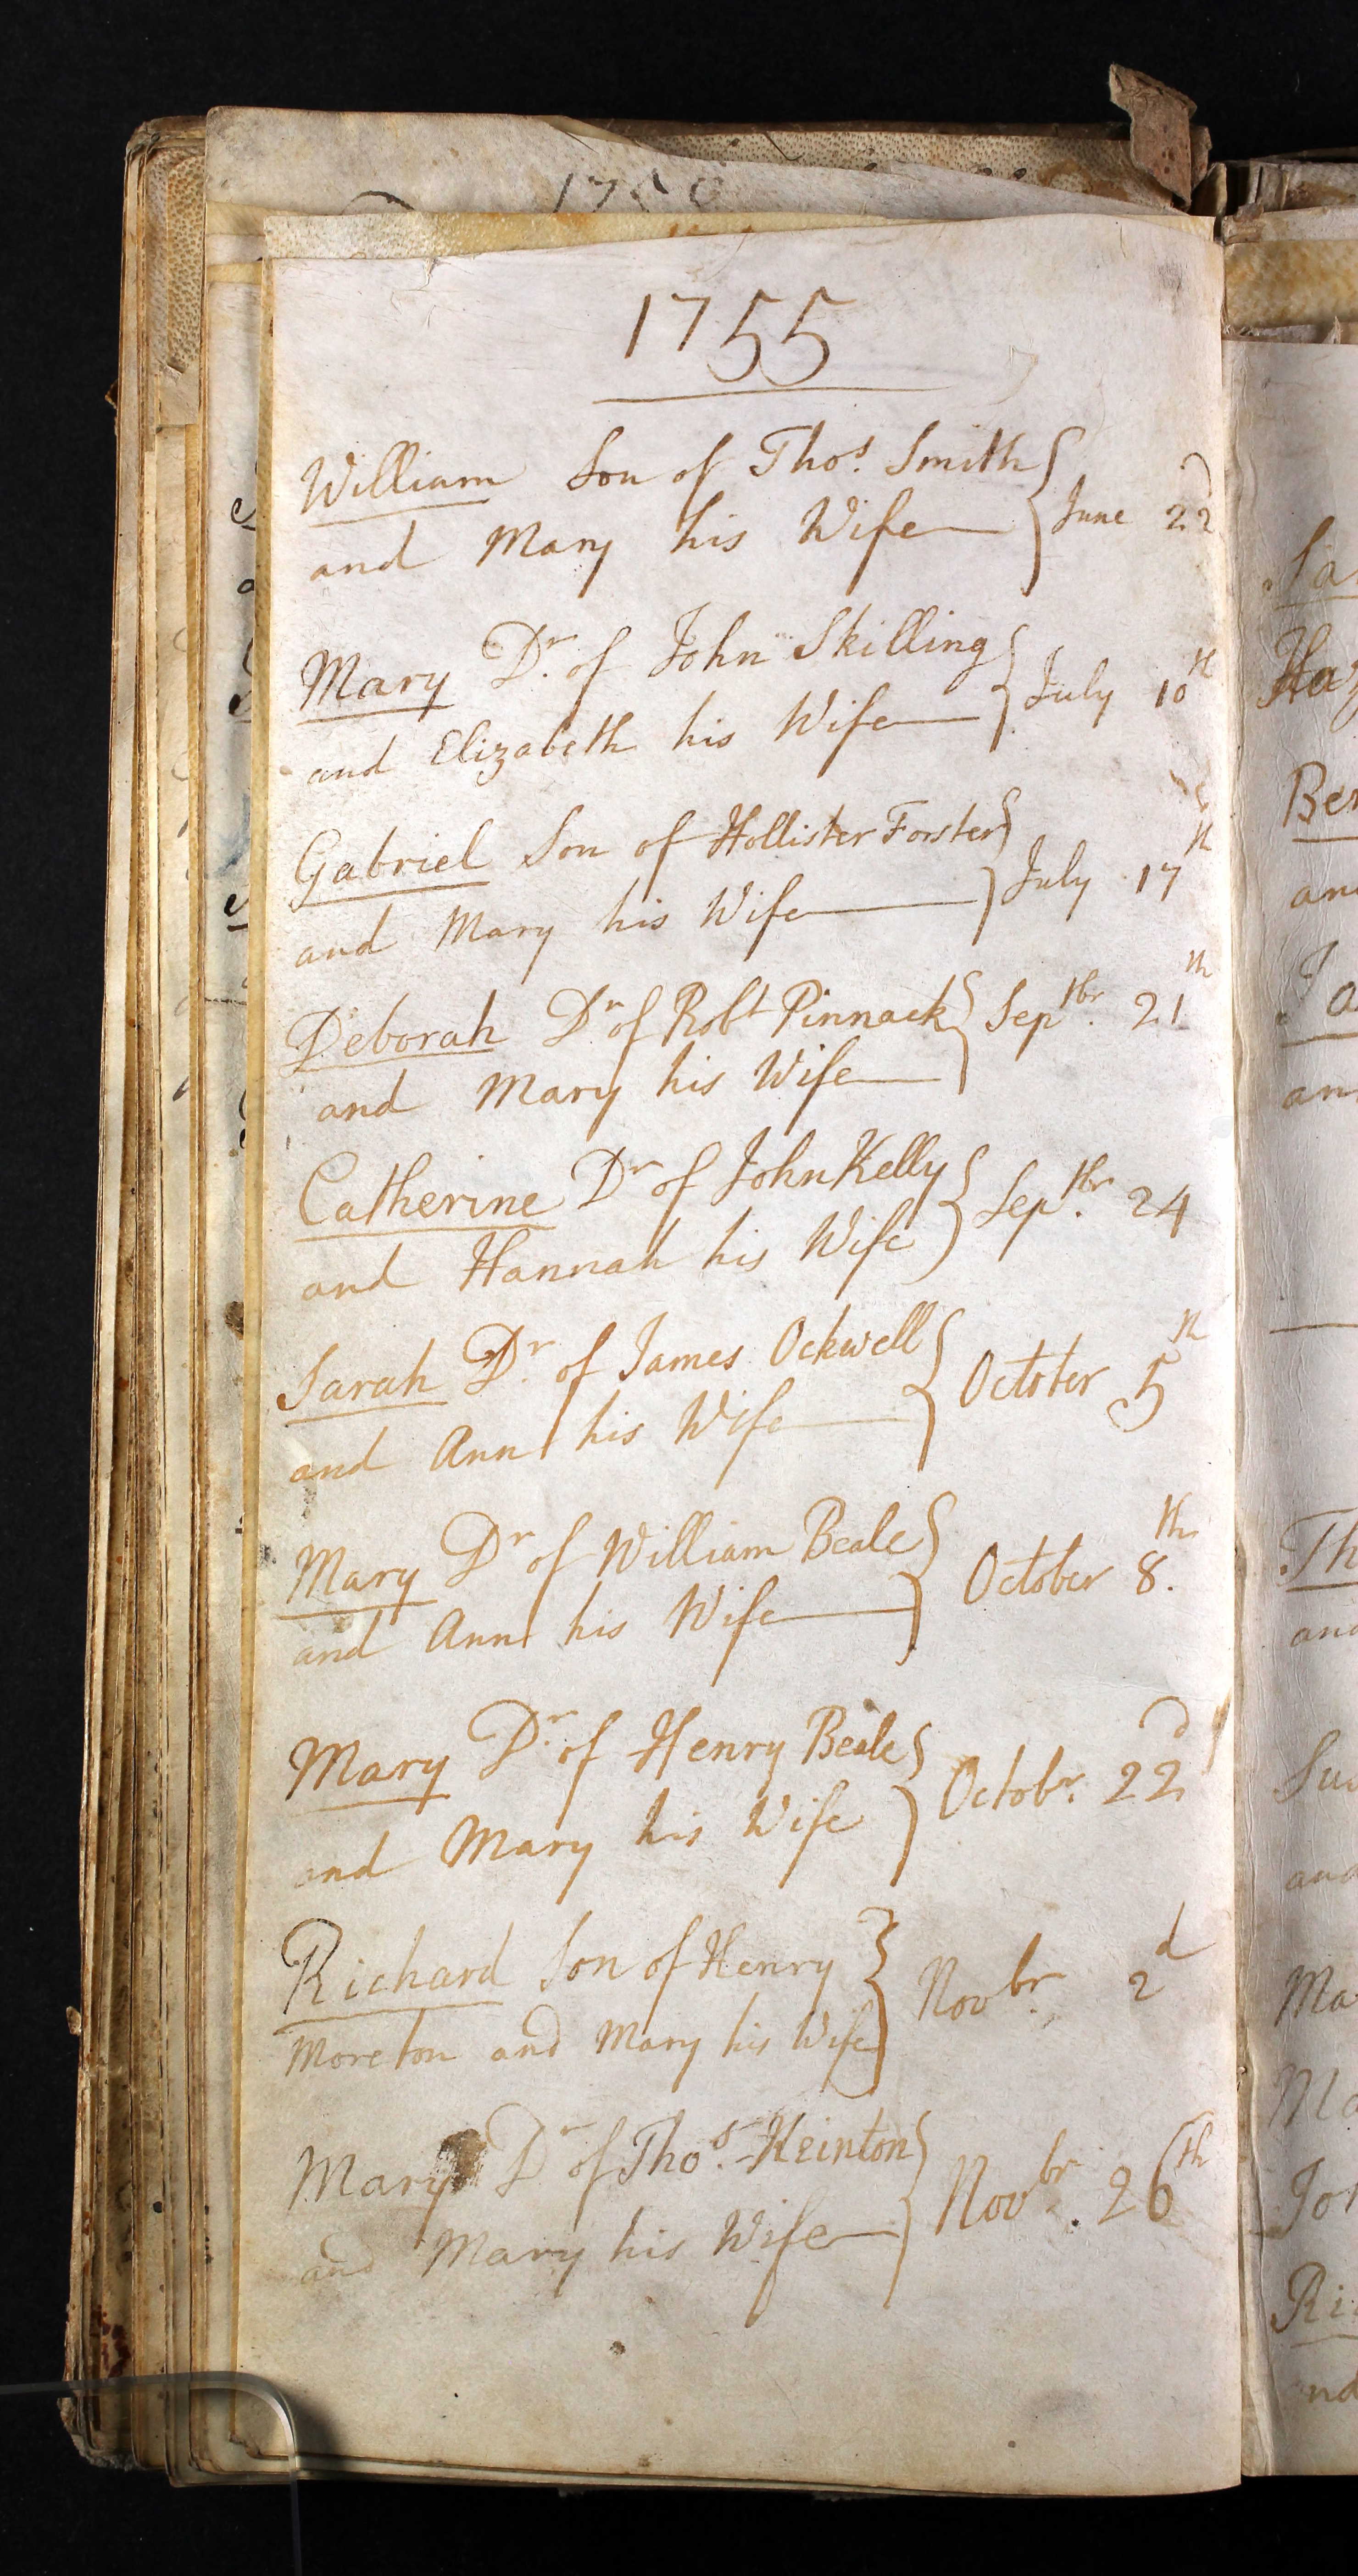 1756
1755
William Son of Thos. Smith
and Mary his Wife
June 22d
Mary Dr. of John Skilling
and Elizabeth his Wife
July 10th
Gabriel Son of Hollister Forster
and Mary his Wife
July 17th
Deborah Dr of Robt Pinnack
and Mary his Wife
Septbr. 21th
Catherine Dr of John Kelly
and Hannah his Wife
Septbr. 24
Sarah Dr. of James Ockwell
and Ann his Wife
October 5th
Mary Dr of William Beale
and Ann his Wife
October 8th.
Mary Dr. of Henry Beale
and Mary his Wife
Octobr. 22d
Richard Son of Henry
Moreton and Mary his Wife
Novbr. 2d
Mary Dr of Thos. Keinton
and Mary his Wife
Novbr. 26th